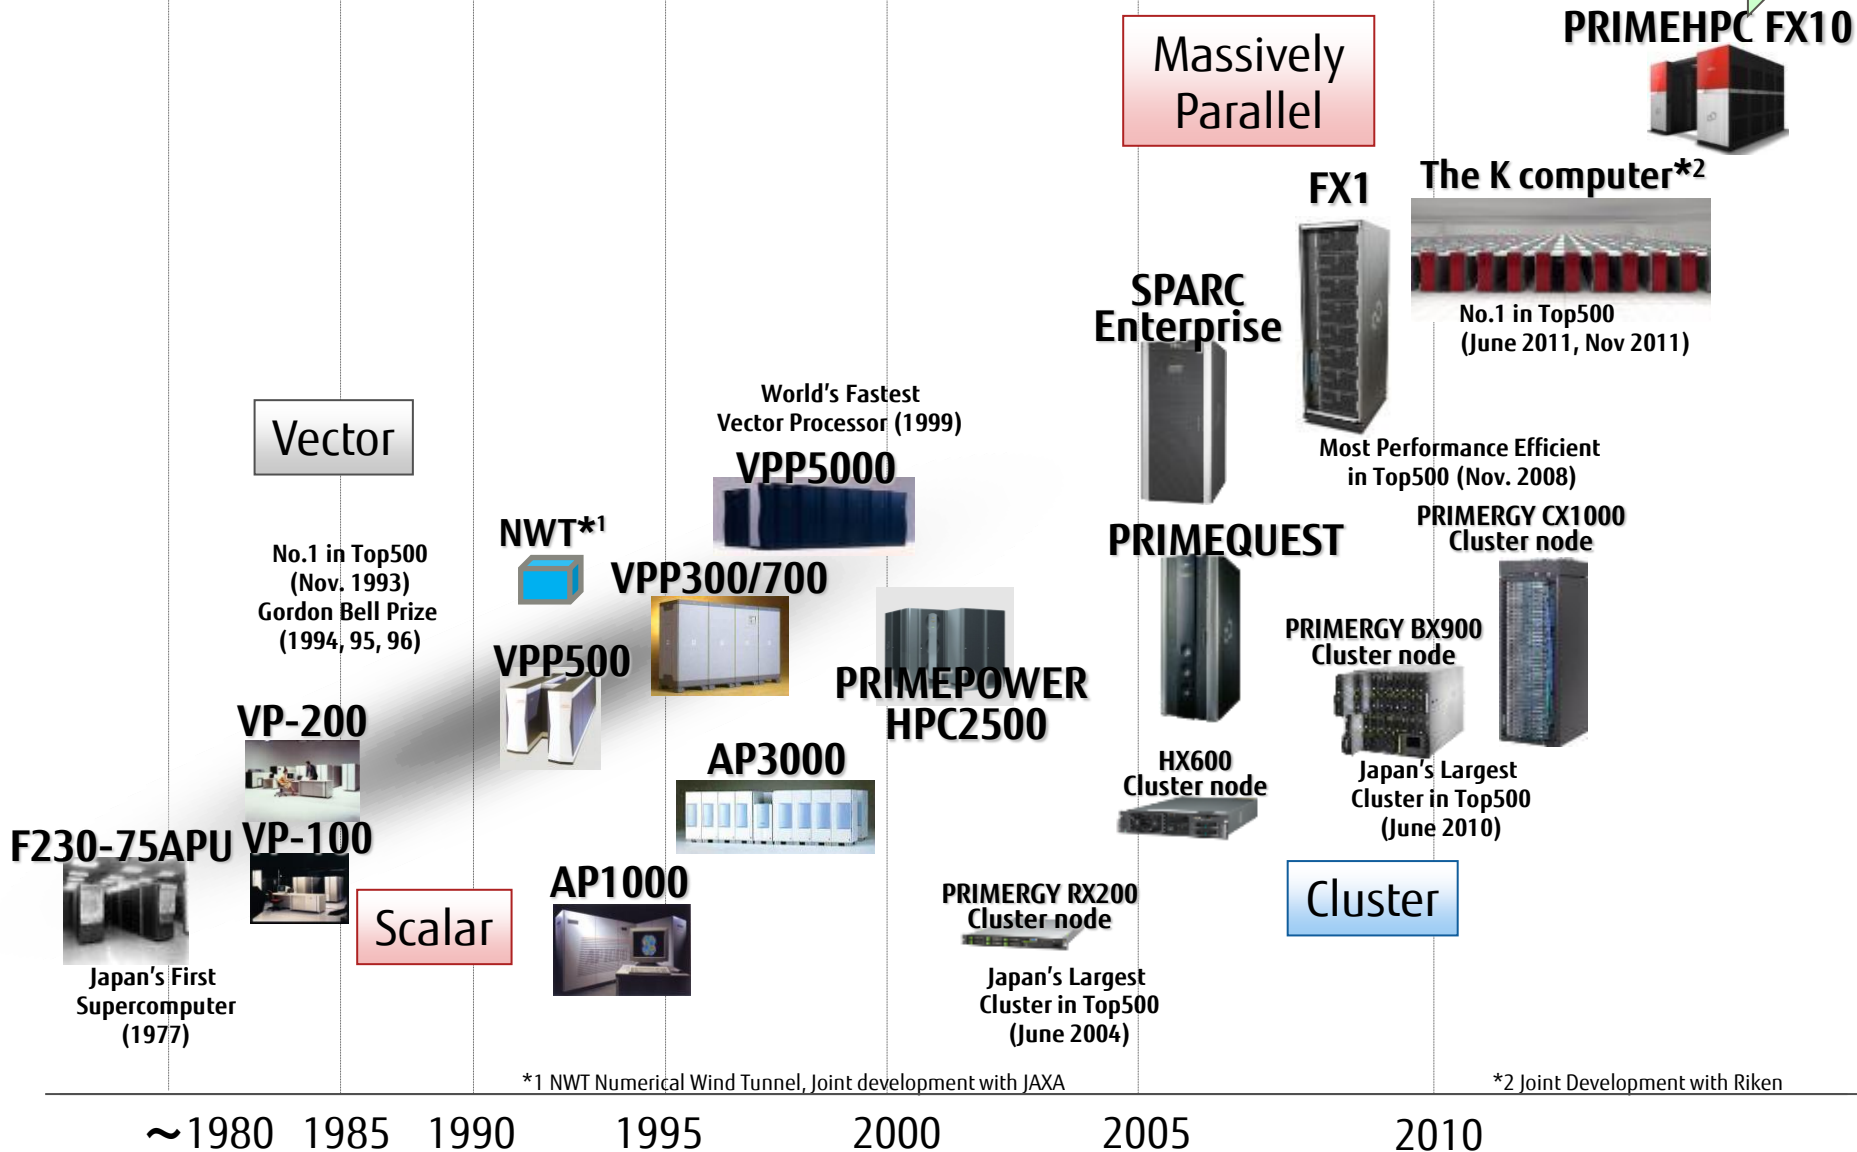 PRIMEHPC FX10
Massively
Parallel
The K computer*2
FX1
No.1 in Top500
(June 2011, Nov 2011)
SPARC
Enterprise
World's Fastest
Vector Processor (1999)
Vector
VPP5000
Most Performance Efficient
in Top500 (Nov. 2008)
NWT*1
No.1 in Top500
(Nov. 1993)
Gordon Bell Prize
(1994, 95, 96)
VPP300/700
PRIMEQUEST
PRIMERGY CX1000
Cluster node
VPP500
PRIMEPOWER
HPC2500
PRIMERGY BX900
Cluster node
VP-200
AP3000
HX600
Cluster node
Japan's Largest
Cluster in Top500
(June 2010)
F230-75APU
VP-100
Scalar
AP1000
PRIMERGY RX200
Cluster node
Cluster
Japan's First
Supercomputer
(1977)
Japan's Largest
Cluster in Top500
(June 2004)
*1 NWT Numerical Wind Tunnel, Joint development with JAXA
*2 Joint Development with Riken
~1980 1985 1990 1995 2000 2005 2010